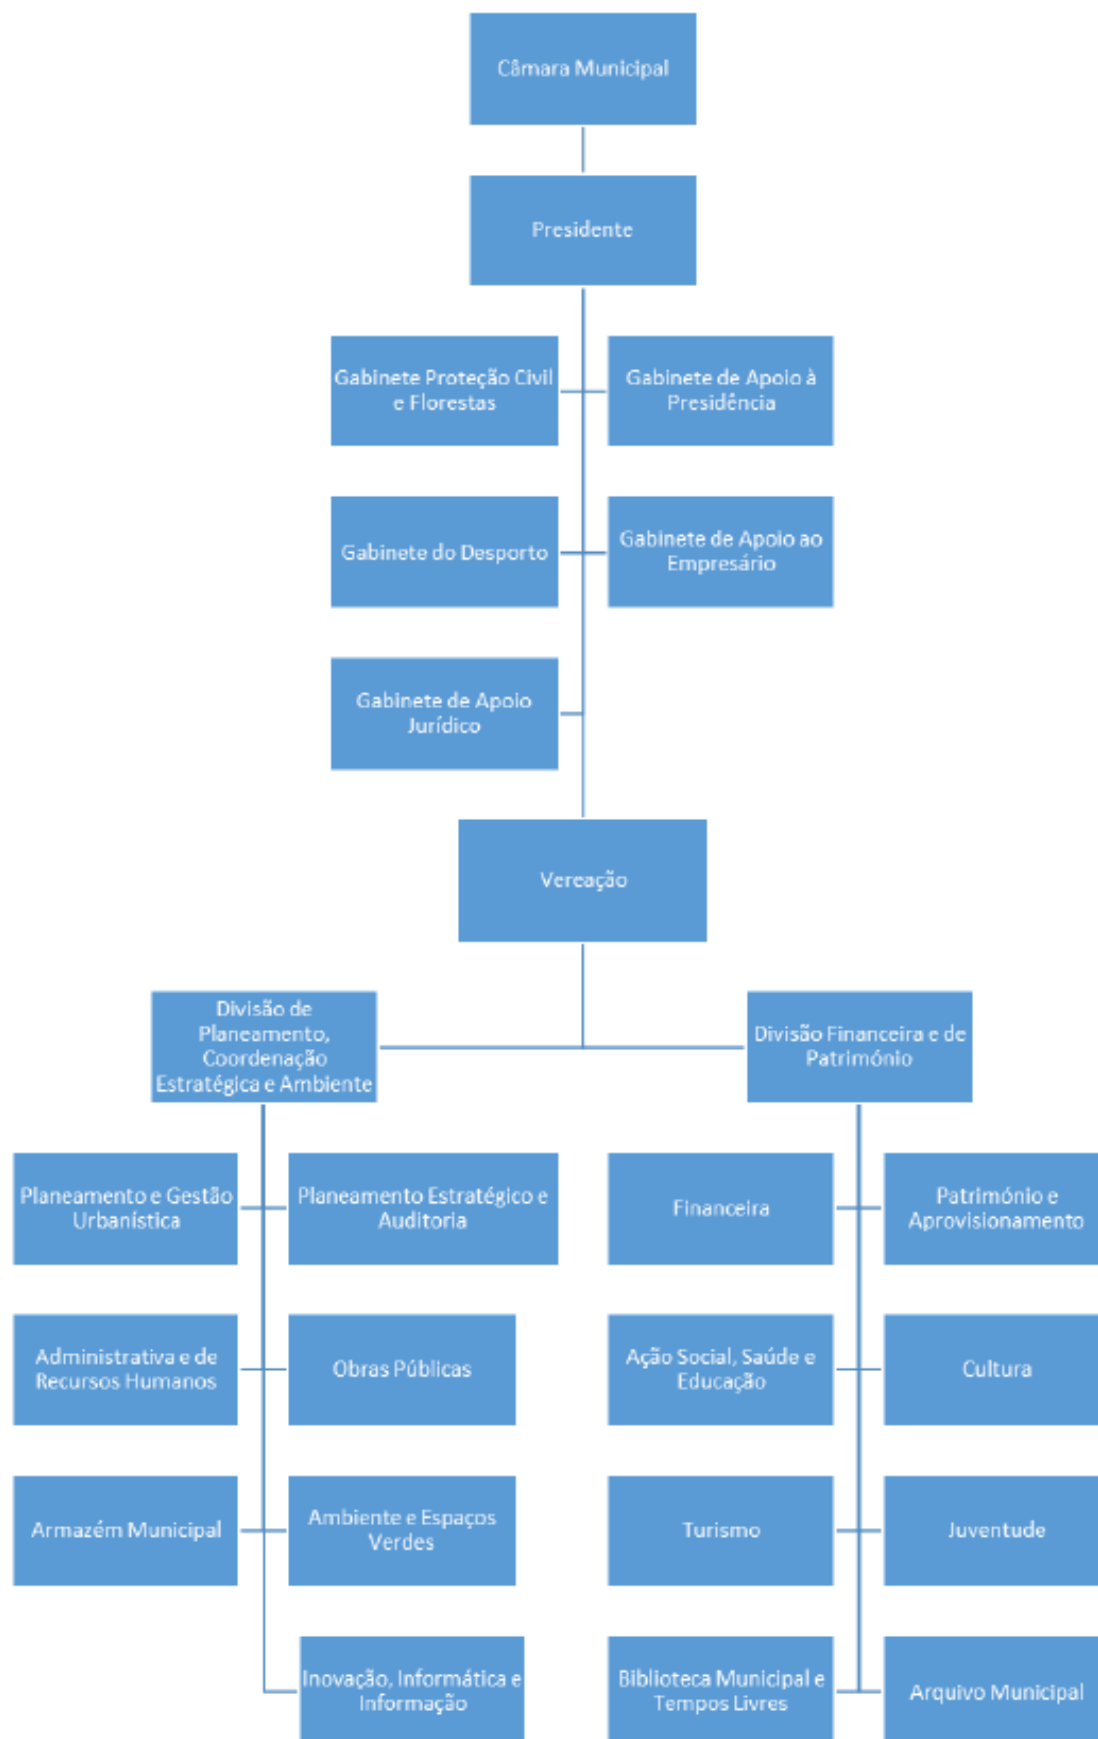 Câmara Municipal
Presidente
Gabinete Proteção Civil
e Florestas
Gabinete de Apoio à
Presidência
Gabinete do Desporto
Gabinete de Apoio ao
Empresário
Gabinete de Apoio
Jurídico
Vereação
Divisão de
Planeamento,
Coordenação
Estratégica e Ambiente
Divisão Financeira e de
Património
Planeamento e Gestão
Urbanística
Planeamento Estratégico e
Auditoria
Financeira
Património e
Aprovisionamento
Administrativa e de
Recursos Humanos
Obras Públicas
Ação Social, Saúde e
Educação
Cultura
Armazém Municipal
Ambiente e Espaços
Verdes
Turismo
Juventude
Inovação, Informática e
Informação
Biblioteca Municipal e
Tempos Livres
Arquivo Municipal